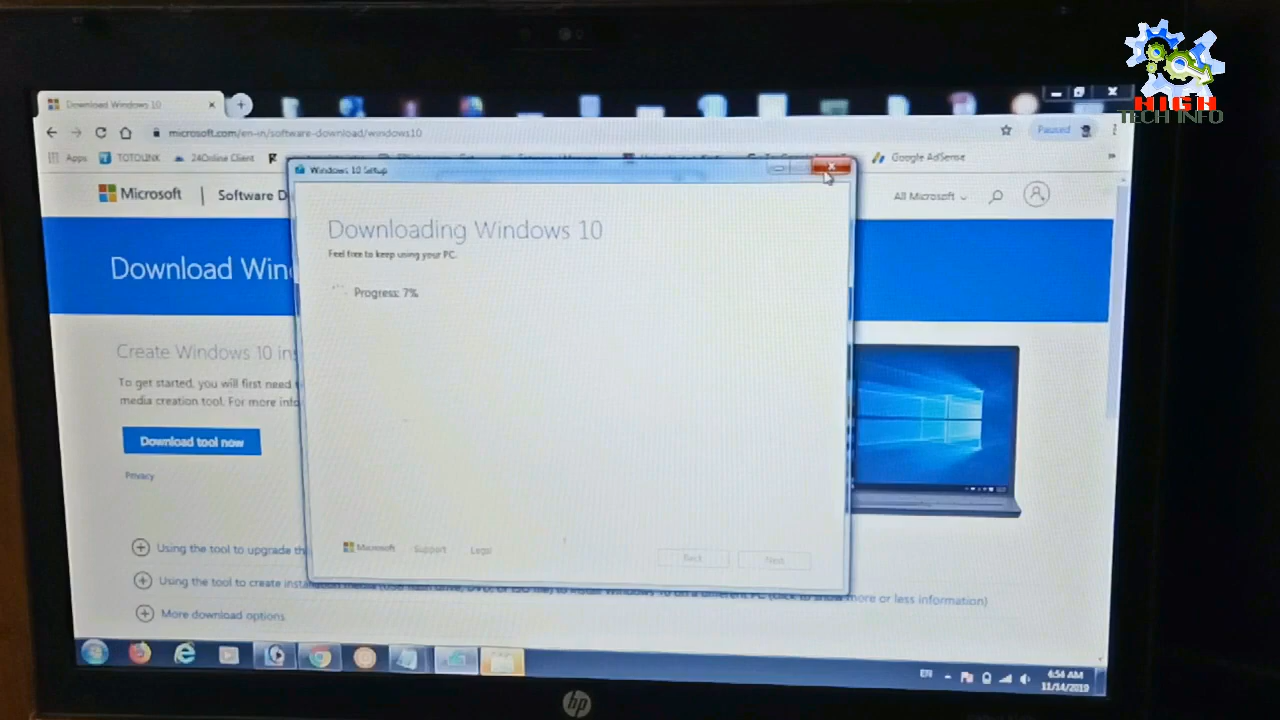 HIGH
TECH INFO
Download Windows 10
microsoft.com/en-in/software-download/windows10
Paused
Apps
TOTOLINK
24Online Client
Google AdSense
Windows 10 Setup
Microsoft
Software D
All Microsoft
Downloading Windows 10
Feel free to keep using your PC.
Progress: 7%
Download Win
Create Windows 10 in
To get started, you will first need
media creation tool. For more info
Download tool now
Privacy
Microsoft
Support
Legal
Back
Next
Using the tool to upgrade th
Using the tool to create
more or less information)
More download options
EN
6:54 AM
11/14/2019
hp